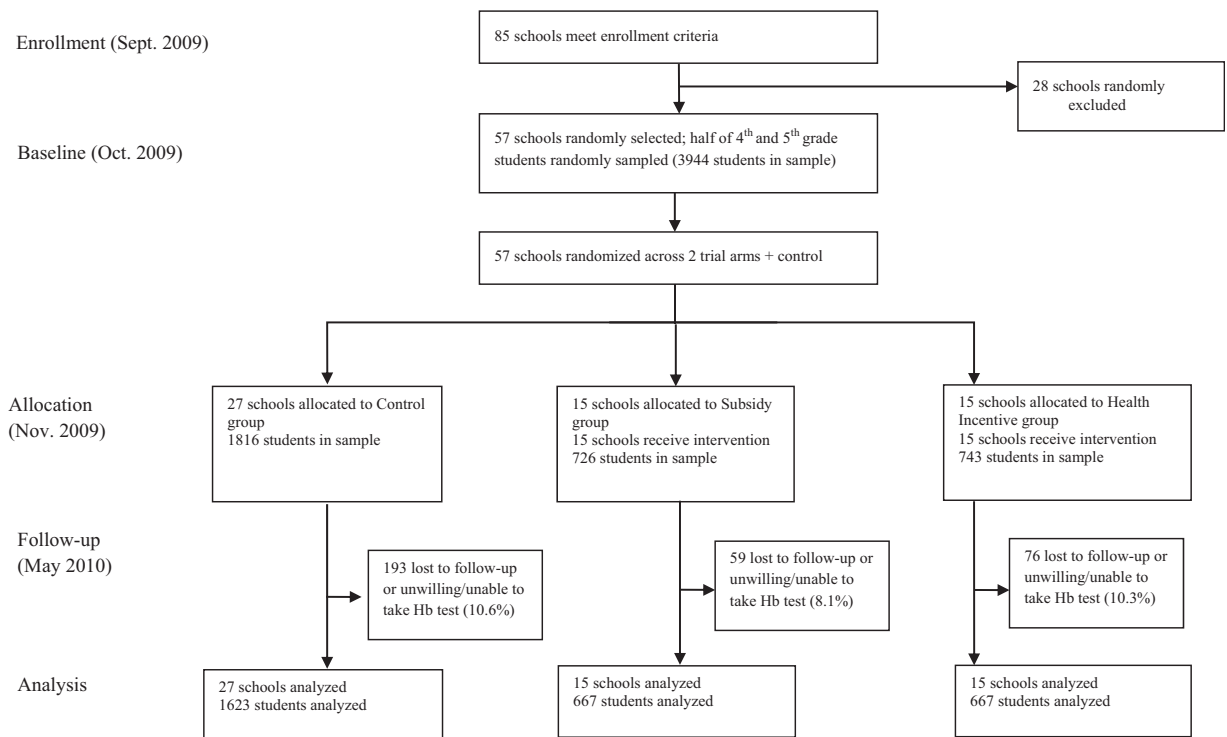 Enrollment (Sept. 2009)
85 schools meet enrollment criteria
28 schools randomly
excluded
Baseline (Oct. 2009)
57 schools randomly selected; half of 4th and 5th grade
students randomly sampled (3944 students in sample)
57 schools randomized across 2 trial arms + control
Allocation
(Nov. 2009)
27 schools allocated to Control
group
1816 students in sample
15 schools allocated to Subsidy
group
15 schools receive intervention
726 students in sample
15 schools allocated to Health
Incentive group
15 schools receive intervention
743 students in sample
Follow-up
(May 2010)
193 lost to follow-up
or unwilling/unable to
take Hb test (10.6%)
59 lost to follow-up or
unwilling/unable to
take Hb test (8.1%)
76 lost to follow-up or
unwilling/unable to
take Hb test (10.3%)
Analysis
27 schools analyzed
1623 students analyzed
15 schools analyzed
667 students analyzed
15 schools analyzed
667 students analyzed